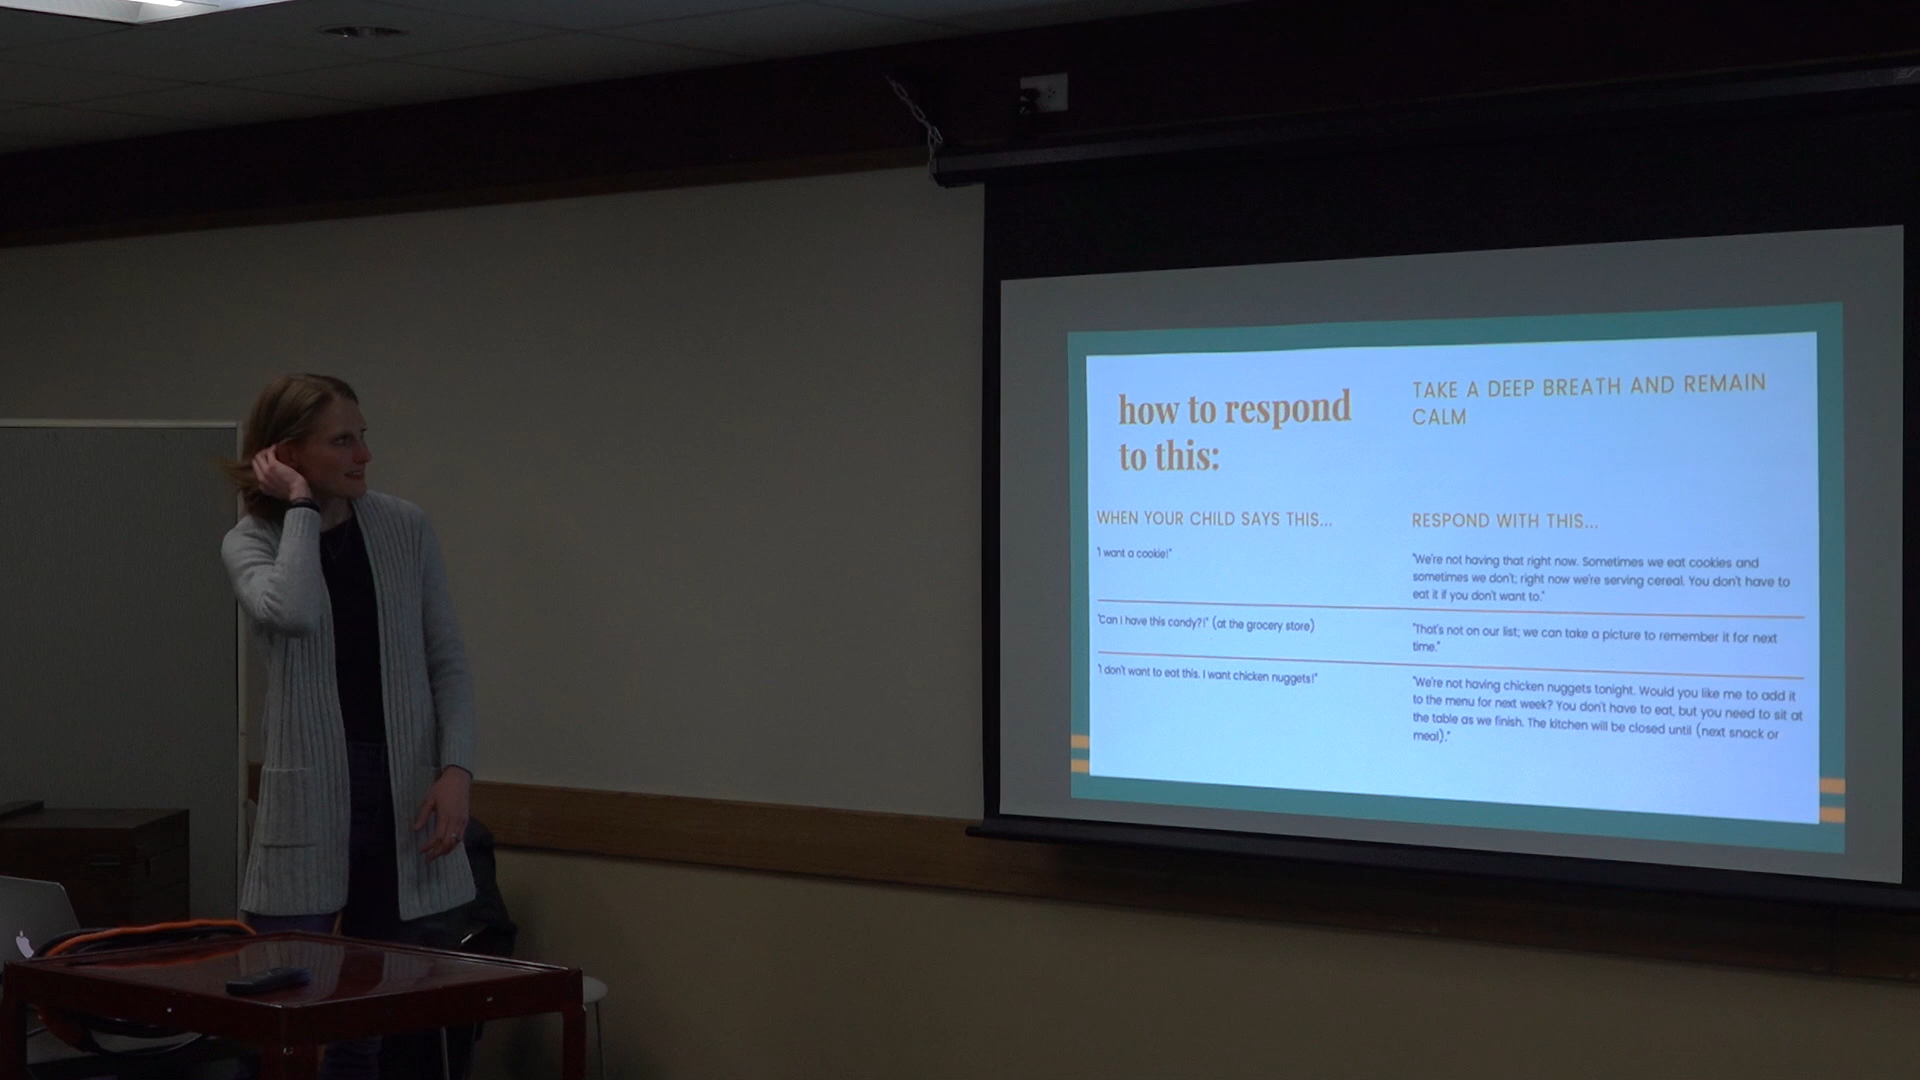 how to respond
to this:
TAKE A DEEP BREATH AND REMAIN
CALM
WHEN YOUR CHILD SAYS THIS...
RESPOND WITH THIS...
"I want a cookie!"
"We're not having that right now. Sometimes we eat cookies and
sometimes we don't; right now we're serving cereal. You don't have to
eat it if you don't want to."
"Can I have this candy?!" (at the grocery store)
"That's not on our list; we can take a picture to remember it for next
time."
"I don't want to eat this. I want chicken nuggets!"
"We're not having chicken nuggets tonight. Would you like me to add it
to the menu for next week? You don't have to eat, but you need to sit at
the table as we finish. The kitchen will be closed until (next snack or
meal)."